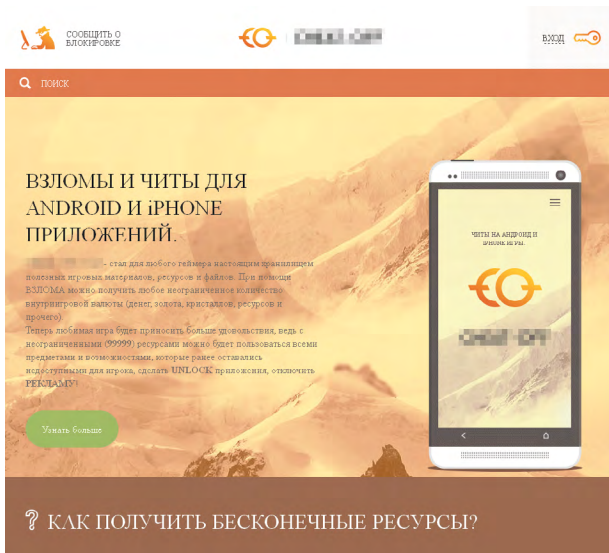 СООБЩИТЬ О
БЛОКИРОВКЕ
ВХОД
ПОИСК
ВЗЛОМЫ И ЧИТЫ ДЛЯ
ANDROID И iPHONE
ПРИЛОЖЕНИЙ.
- стал для любого геймера настоящим хранилищем
полезных игровых материалов, ресурсов и файлов. При помощи
ВЗЛОМА можно получить любое неограниченное количество
внутриигровой валюты (денег, золота, кристаллов, ресурсов и
прочего).
Теперь любимая игра будет приносить больше удовольствия, ведь с
неограниченными (99999) ресурсами можно будет пользоваться всеми
предметами и возможностями, которые ранее оставались
недоступными для игрока, сделать UNLOCK приложения, отключить
РЕКЛАМУ!
Узнать больше
ЧИТЫ НА АНДРОИД И
IPHONE ИГРЫ.
? КАК ПОЛУЧИТЬ БЕСКОНЕЧНЫЕ РЕСУРСЫ?